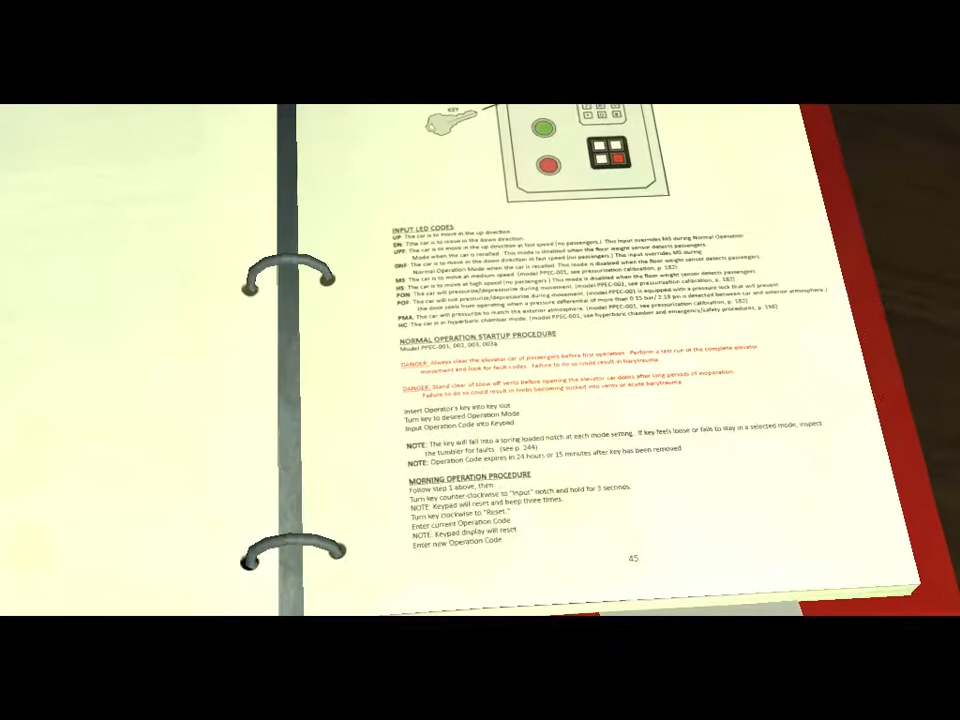 KEY
INPUT LED CODES
UP: The car is to move in the up direction.
DN: The car is to move in the down direction.
UPF: The car is to move in the up direction at fast speed (no passengers.) This input overrides MS during Normal Operation
Mode when the car is recalled. This mode is disabled when the floor weight sensor detects passengers.
DNF: The car is to move in the down direction at fast speed (no passengers.) This input overrides MS during
Normal Operation Mode when the car is recalled. This mode is disabled when the floor weight sensor detects passengers.
MS: The car is to move at medium speed. (model PPEC-001, see pressurization calibration, p. 182)
HS: The car is to move at high speed (no passengers.) This mode is disabled when the floor weight sensor detects passengers.
PON: The car will pressurize/depressurize during movement. (model PPEC-001, see pressurization calibration, p. 182)
POF: The car will not pressurize/depressurize during movement. (model PPEC-001 is equipped with a pressure lock that will prevent
the door seals from operating when a pressure differential of more than 0.15 bar/ 2.18 psi is detected between car and exterior atmosphere.)
PMA: The car will pressurize to match the exterior atmosphere. (model PPEC-001, see pressurization calibration, p. 182)
HC: The car is in hyperbaric chamber mode. (model PPEC-001, see hyperbaric chamber and emergency/safety procedures, p. 198)
NORMAL OPERATION STARTUP PROCEDURE
Model PPEC-001, 002, 003, 003a
DANGER: Always clear the elevator car of passengers before first operation. Perform a test run of the complete elevator
movement and look for fault codes. Failure to do so could result in barytrauma.
DANGER: Stand clear of blow off vents before opening the elevator car doors after long periods of inoperation.
Failure to do so could result in limbs becoming sucked into vents or acute barytrauma.
Insert Operator's key into key slot
Turn key to desired Operation Mode
Input Operation Code into Keypad
NOTE: The key will fall into a spring loaded notch at each mode setting. If key feels loose or fails to stay in a selected mode, inspect
the tumbler for faults (see p. 244)
NOTE: Operation Code expires in 24 hours or 15 minutes after key has been removed
MORNING OPERATION PROCEDURE
Follow step 1 above, then:
Turn key counter-clockwise to "Input" notch and hold for 3 seconds.
NOTE: Keypad will reset and beep three times.
Turn key clockwise to "Reset."
Enter current Operation Code
NOTE: Keypad display will reset.
Enter new Operation Code
45